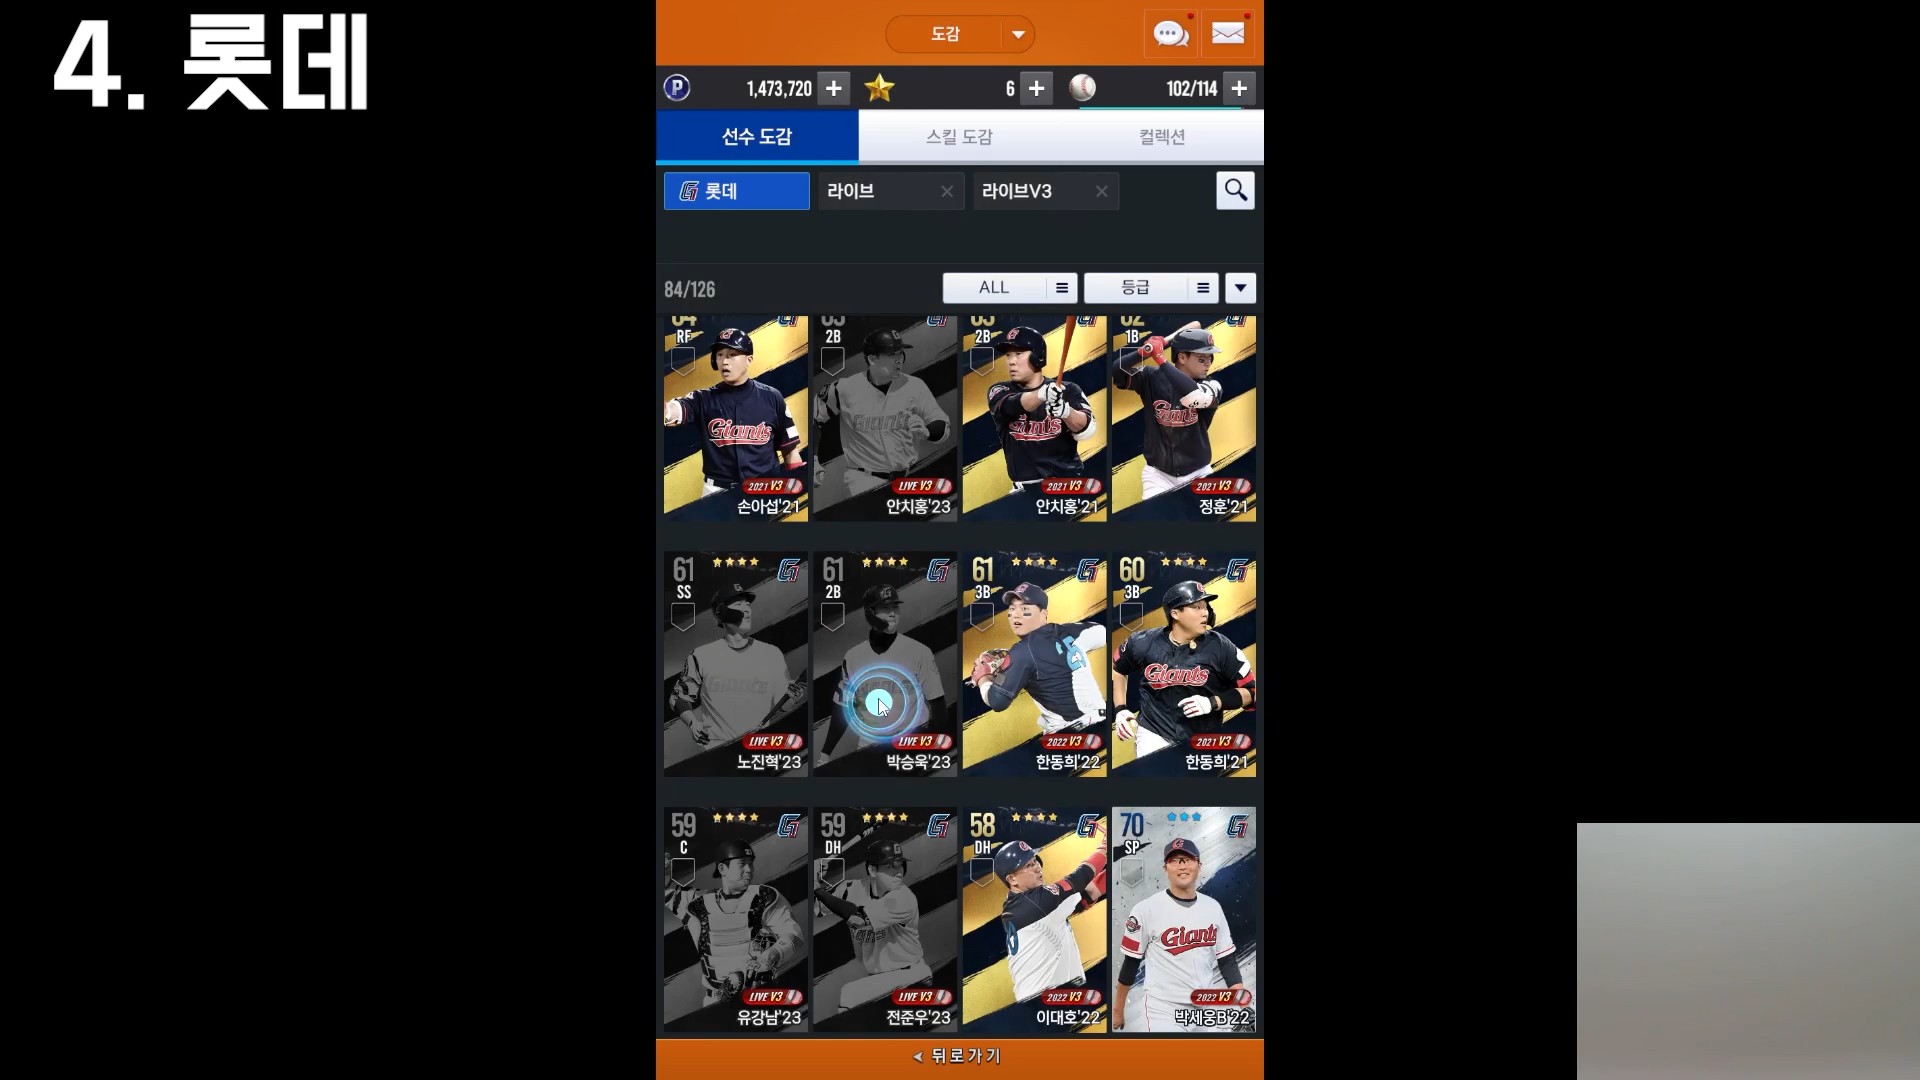 4. 롯데
도감
1,473,720
6
102/114
선수 도감
스킬 도감
컬렉션
롯데
라이브
라이브V3
84/126
ALL
등급
RF
2B
2B
1B
Giants
2021 V3
LIVE V3
2021 V3
2021 V3
손아섭'21
안치홍'23
안치홍'21
정훈'21
61
61
61
60
SS
2B
3B
3B
Giants
LIVE V3
LIVE V3
2022 V3
2021 V3
노진혁'23
박승욱'23
한동희'22
한동희'21
59
59
58
70
C
DH
DH
SP
Giants
LIVE V3
LIVE V3
2022 V3
2022 V3
유강남'23
전준우'23
이대호'22
박세웅B'22
뒤로가기